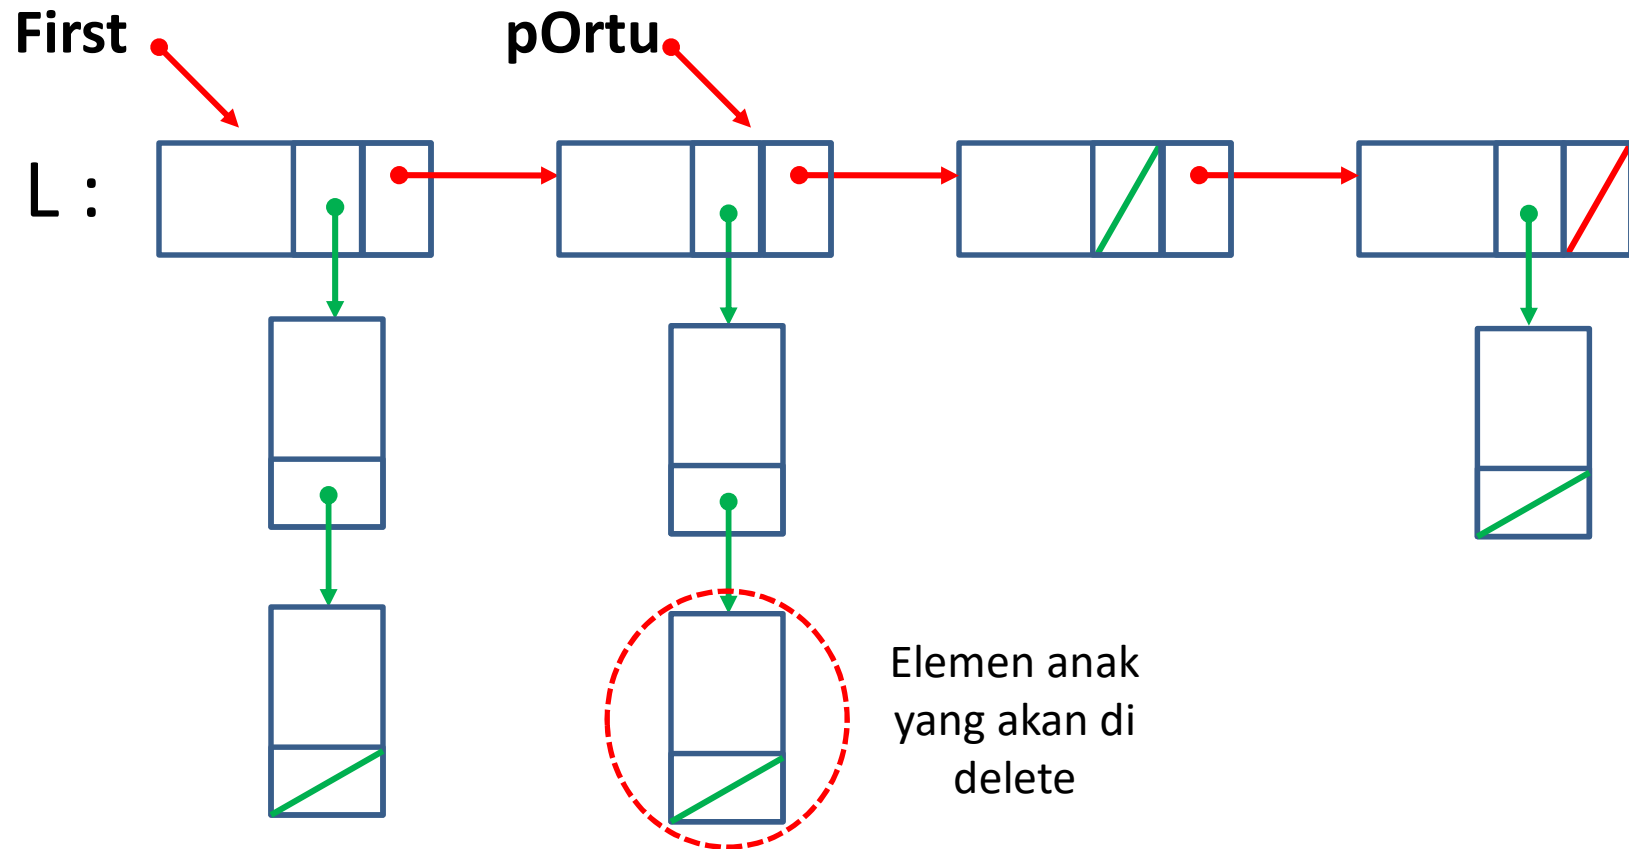 First
pOrtu
L :
Elemen anak
yang akan di
delete